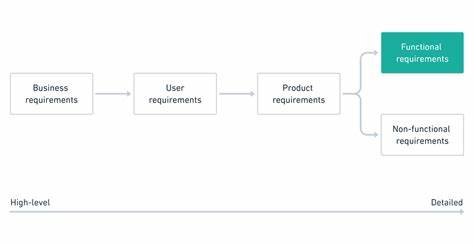 Business
requirements
User
requirements
Product
requirements
Functional
requirements
Non-functional
requirements
High-level
Detailed